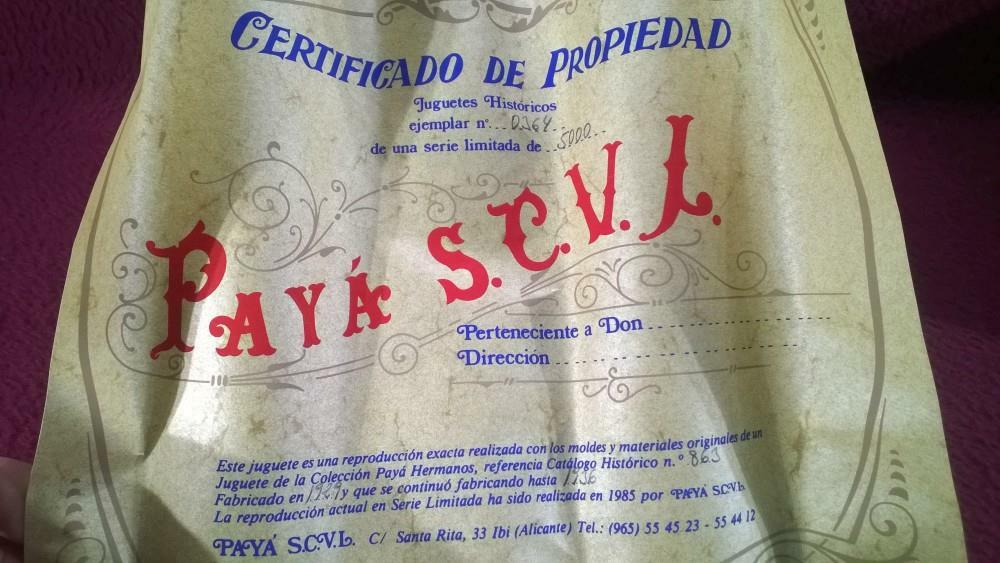 CERTIFICADO DE PROPIEDAD
Juguetes Históricos
ejemplar nº... 0364..
de una serie limitada de ..5000...
PAYÁ S.C.V.L.
Perteneciente a Don
Dirección
Este juguete es una reproducción exacta realizada con los moldes y materiales originales de un
Juguete de la Colección Payá Hermanos, referencia Catálogo Histórico n.º 863
Fabricado en 1929 y que se continuó fabricando hasta 1936
La reproducción actual en Serie Limitada ha sido realizada en 1985 por PAYÁ S.C.V.L.
PAYÁ S.C.V.L. C/ Santa Rita, 33 Ibi (Alicante) Tel.: (965) 55 45 23 - 55 44 12